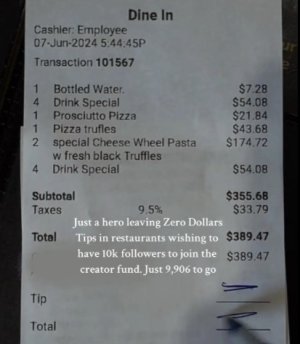 Dine In
Cashier: Employee
07-Jun-2024 5:44:45P
Transaction 101567
1 Bottled Water. $7.28
4 Drink Special $54.08
1 Prosciutto Pizza $21.84
1 Pizza trufles $43.68
2 special Cheese Wheel Pasta $174.72
w fresh black Truffles
4 Drink Special $54.08
Subtotal $355.68
Taxes 9.5% $33.79
Just a hero leaving Zero Dollars
Tips in restaurants wishing to
have 10k followers to join the
creator fund. Just 9,906 to go
Total $389.47
$389.47
Tip
Total